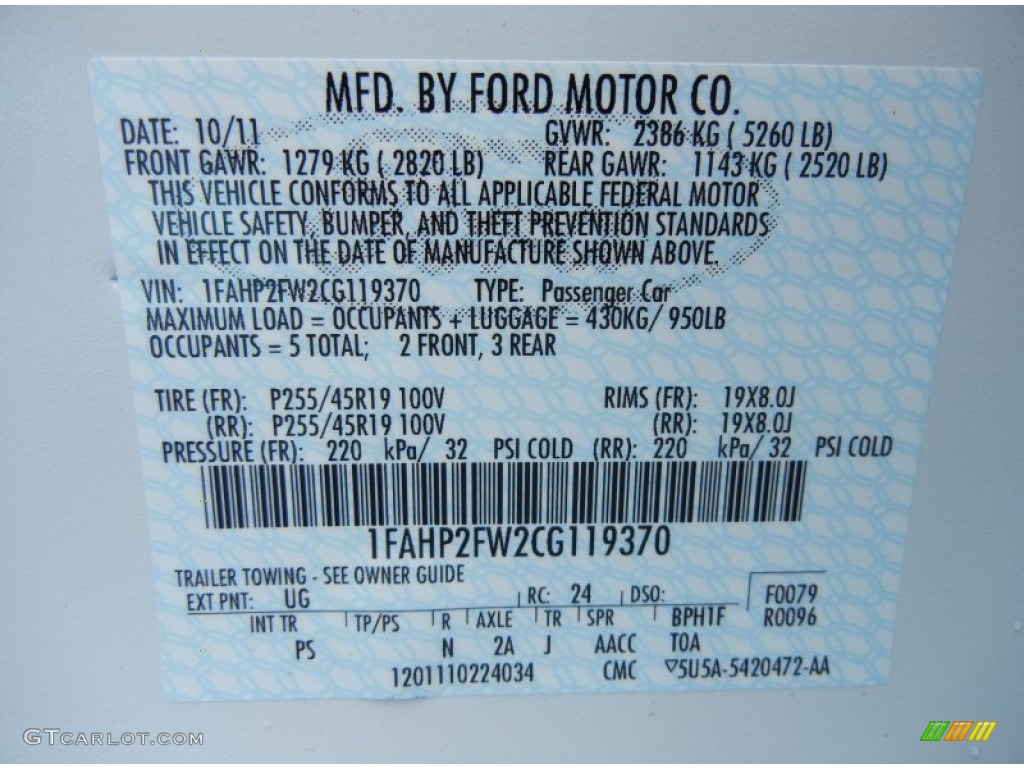 MFD. BY FORD MOTOR CO.
DATE: 10/11 GVWR: 2386 KG ( 5260 LB)
FRONT GAWR: 1279 KG ( 2820 LB) REAR GAWR: 1143 KG ( 2520 LB)
THIS VEHICLE CONFORMS TO ALL APPLICABLE FEDERAL MOTOR
VEHICLE SAFETY, BUMPER, AND THEFT PREVENTION STANDARDS
IN EFFECT ON THE DATE OF MANUFACTURE SHOWN ABOVE.
VIN: 1FAHP2FW2CG119370 TYPE: Passenger Car
MAXIMUM LOAD = OCCUPANTS + LUGGAGE = 430KG/ 950LB
OCCUPANTS = 5 TOTAL; 2 FRONT, 3 REAR
TIRE (FR): P255/45R19 100V RIMS (FR): 19X8.0J
(RR): P255/45R19 100V (RR): 19X8.0J
PRESSURE (FR): 220 kPa/ 32 PSI COLD (RR): 220 kPa/ 32 PSI COLD
1FAHP2FW2CG119370
TRAILER TOWING - SEE OWNER GUIDE
EXT PNT: UG RC: 24 DSO: F0079
INT TR TP/PS R AXLE TR SPR BPH1F R0096
PS N 2A J AACC TOA
1201110224034 CMC ▽5U5A-5420472-AA
GTCARLOT.COM